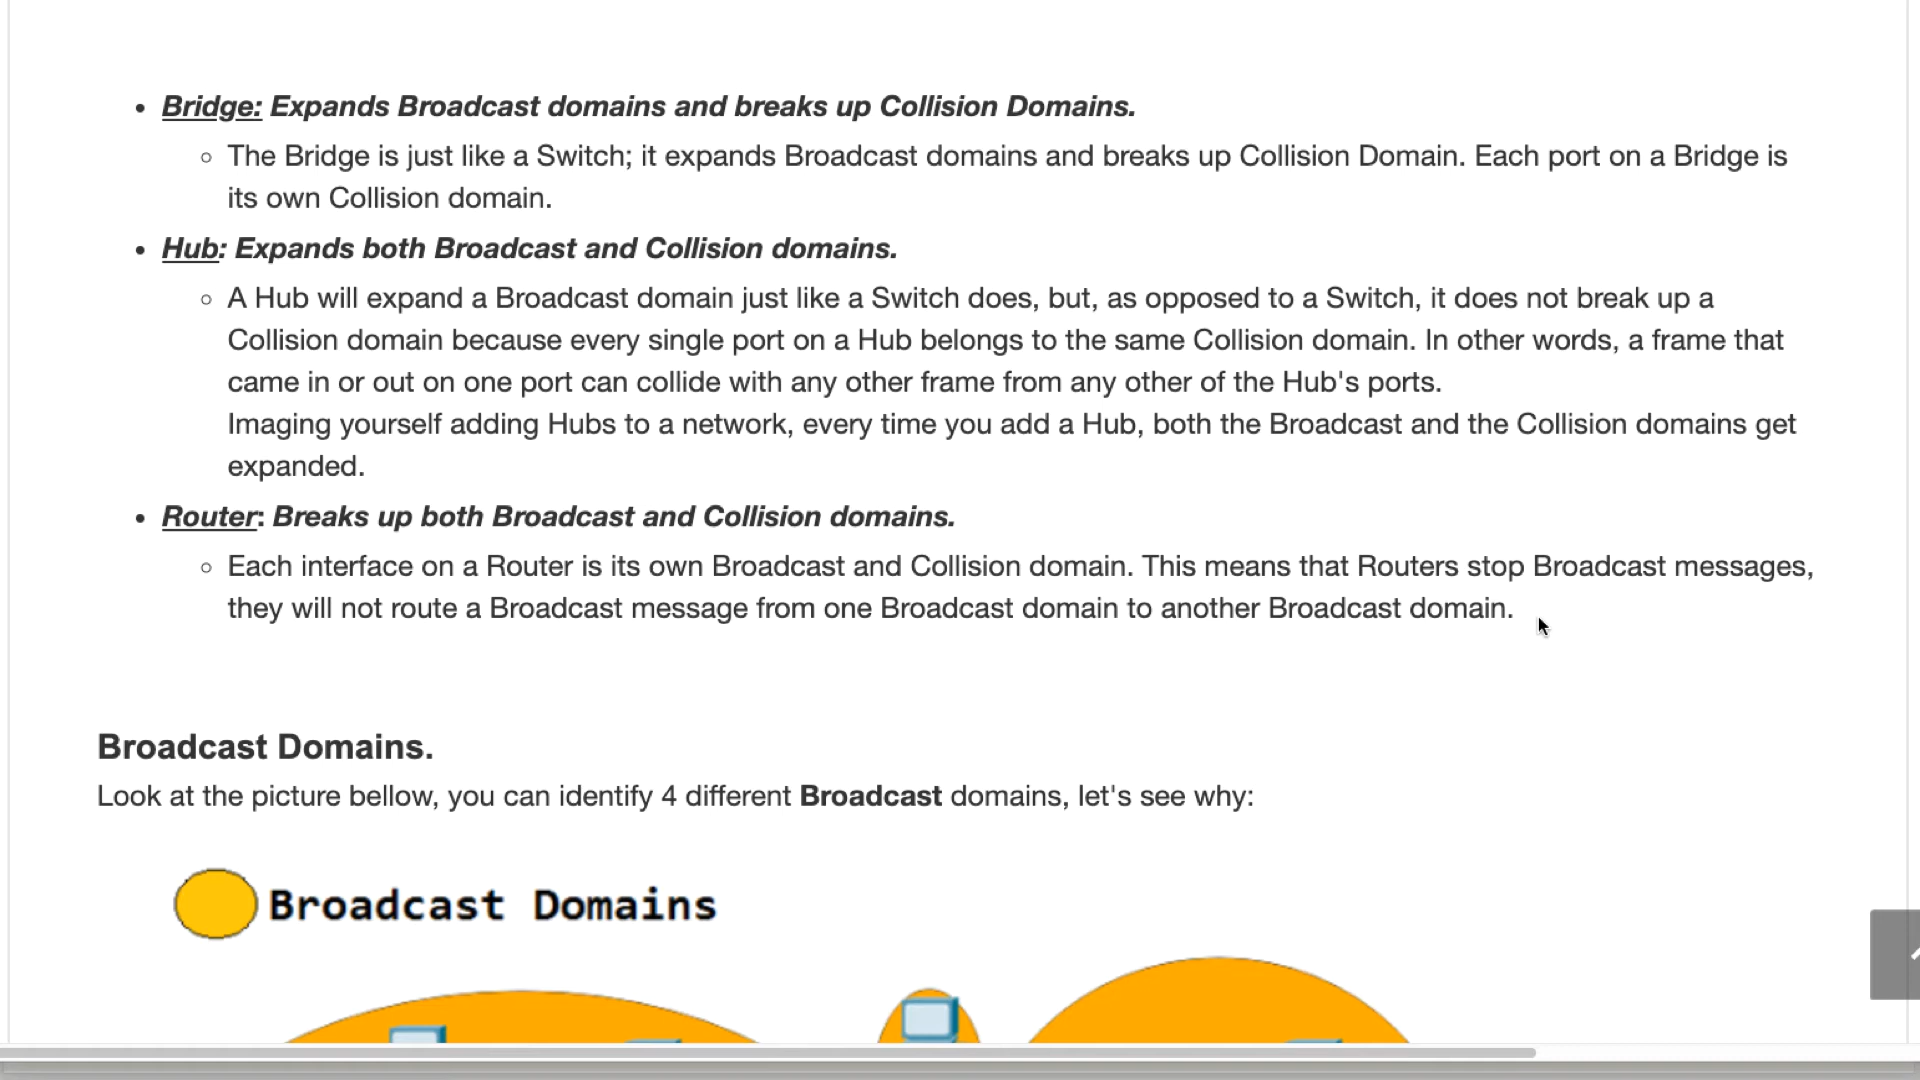 Bridge: Expands Broadcast domains and breaks up Collision Domains.
The Bridge is just like a Switch; it expands Broadcast domains and breaks up Collision Domain. Each port on a Bridge is
its own Collision domain.
Hub: Expands both Broadcast and Collision domains.
A Hub will expand a Broadcast domain just like a Switch does, but, as opposed to a Switch, it does not break up a
Collision domain because every single port on a Hub belongs to the same Collision domain. In other words, a frame that
came in or out on one port can collide with any other frame from any other of the Hub's ports.
Imaging yourself adding Hubs to a network, every time you add a Hub, both the Broadcast and the Collision domains get
expanded.
Router: Breaks up both Broadcast and Collision domains.
Each interface on a Router is its own Broadcast and Collision domain. This means that Routers stop Broadcast messages,
they will not route a Broadcast message from one Broadcast domain to another Broadcast domain.
Broadcast Domains.
Look at the picture bellow, you can identify 4 different Broadcast domains, let's see why:
Broadcast Domains